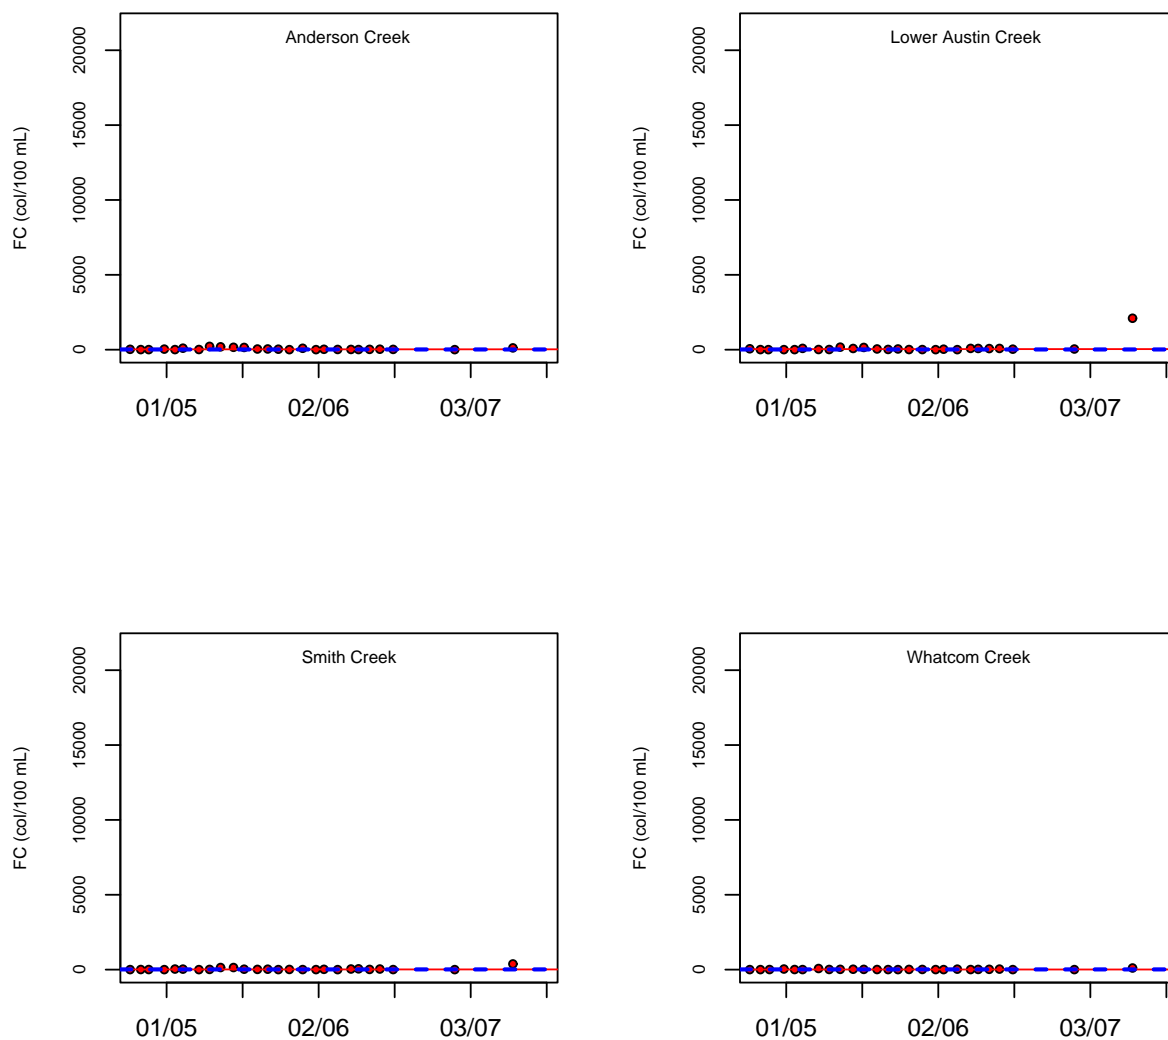 Anderson Creek
FC (col/100 mL)
20000
15000
10000
5000
0
01/05 02/06 03/07
Lower Austin Creek
FC (col/100 mL)
20000
15000
10000
5000
0
01/05 02/06 03/07
Smith Creek
FC (col/100 mL)
20000
15000
10000
5000
0
01/05 02/06 03/07
Whatcom Creek
FC (col/100 mL)
20000
15000
10000
5000
0
01/05 02/06 03/07